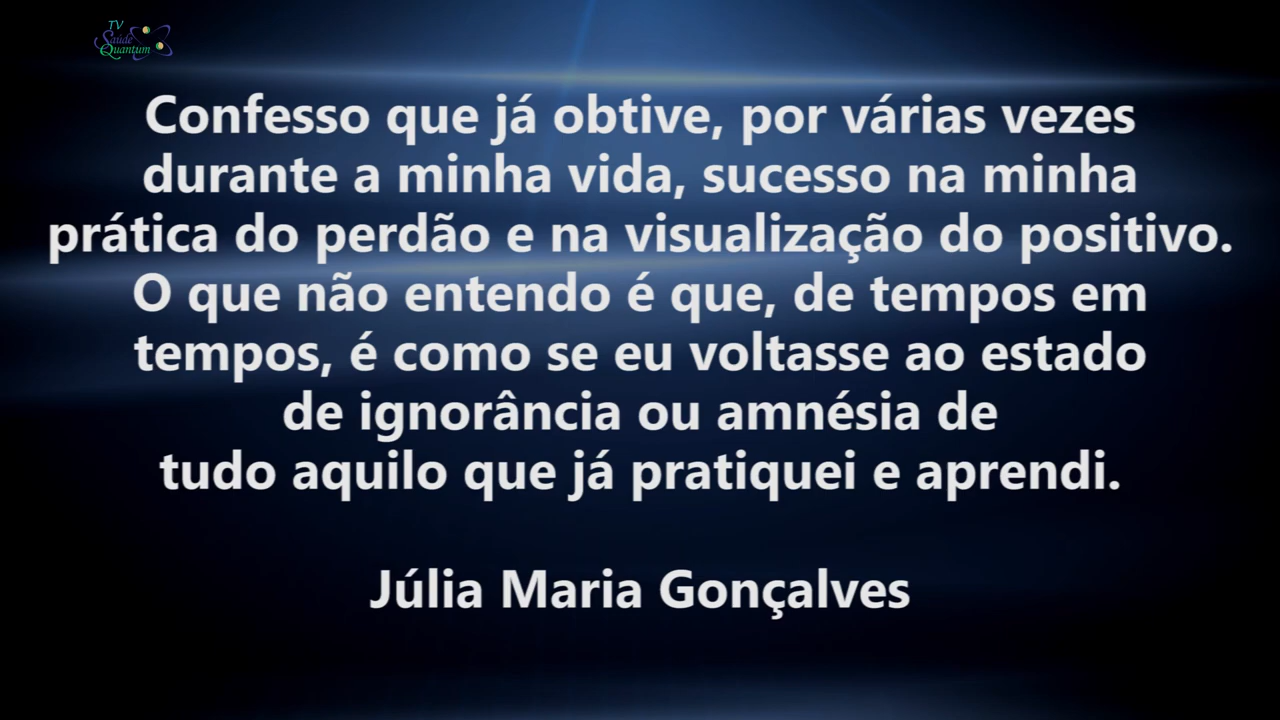 TV
Saúde
Quantum
Confesso que já obtive, por várias vezes
durante a minha vida, sucesso na minha
prática do perdão e na visualização do positivo.
O que não entendo é que, de tempos em
tempos, é como se eu voltasse ao estado
de ignorância ou amnésia de
tudo aquilo que já pratiquei e aprendi.
Júlia Maria Gonçalves